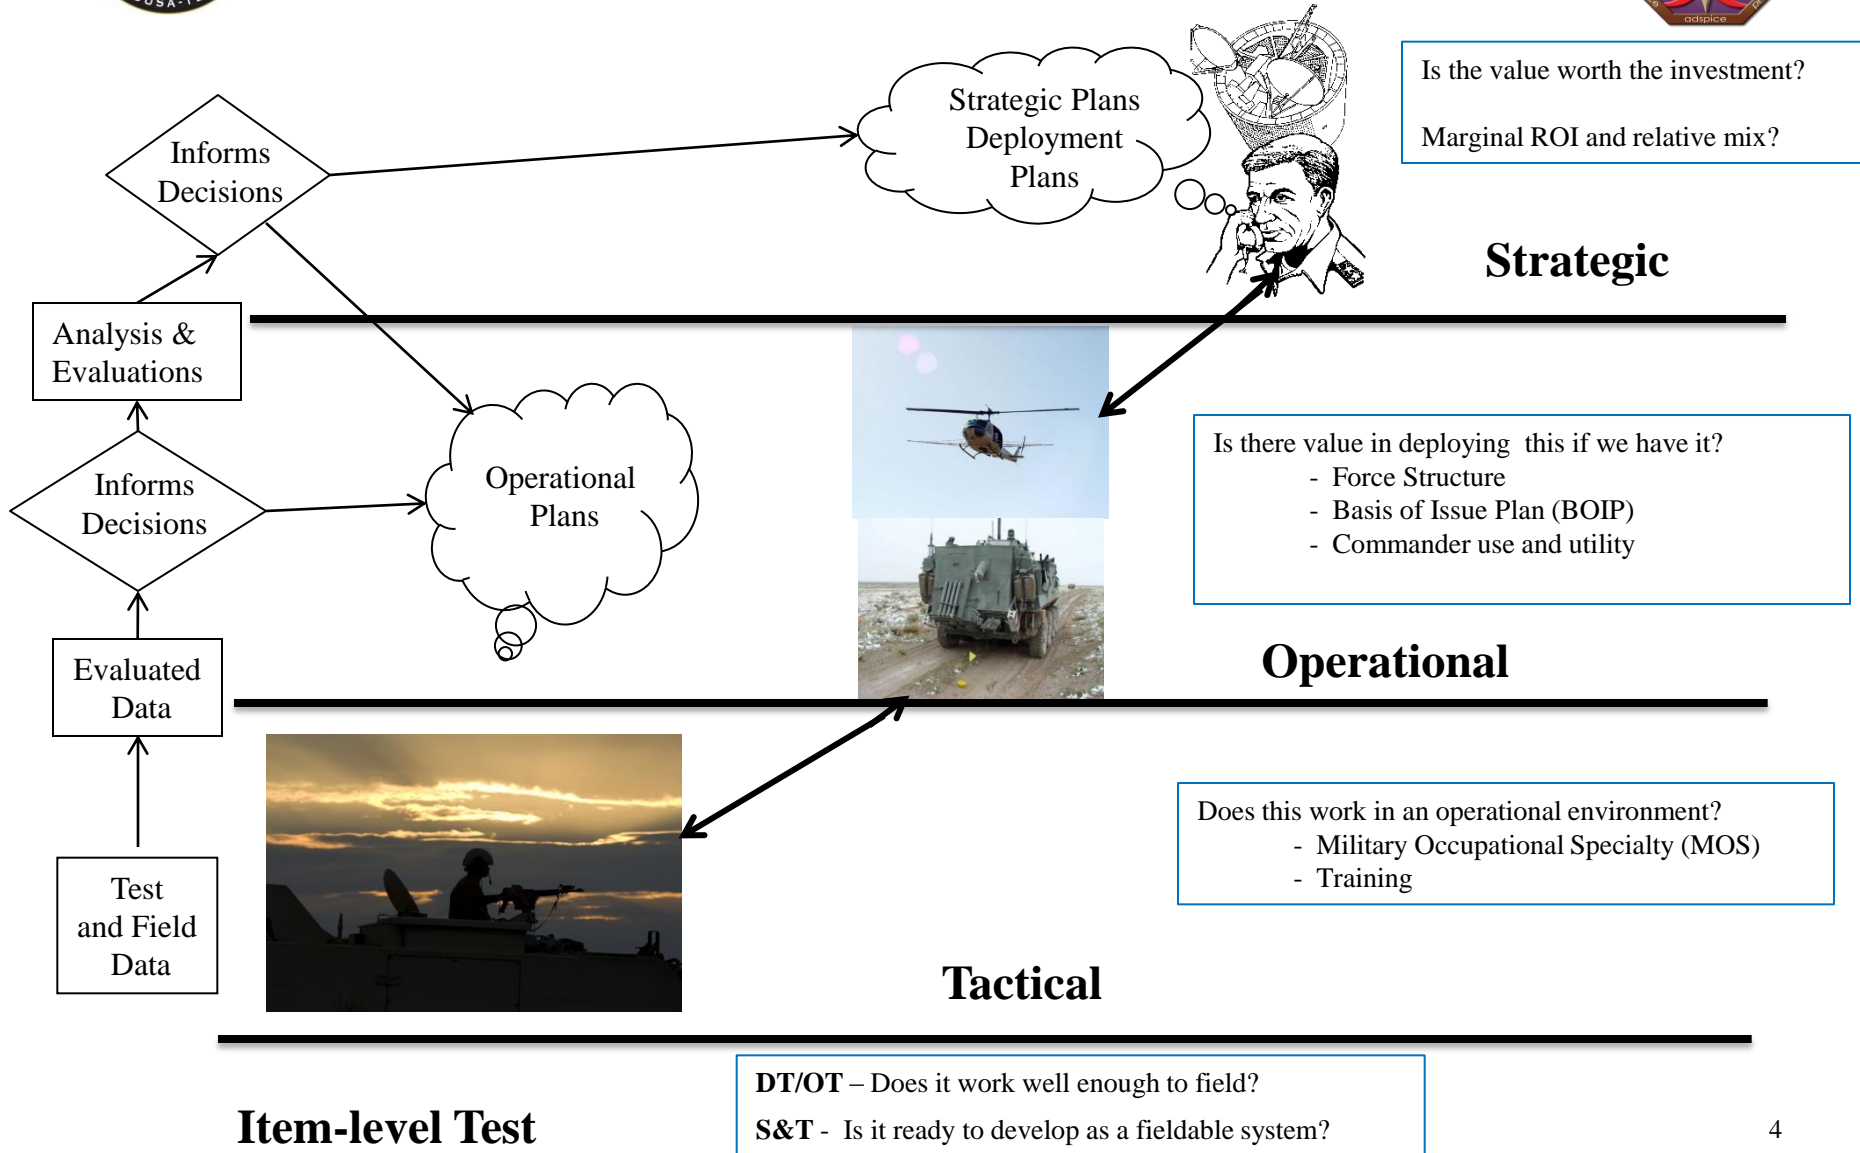 adspice
Is the value worth the investment?
Marginal ROI and relative mix?
Strategic Plans
Deployment
Plans
Informs
Decisions
Strategic
Analysis &
Evaluations
Informs
Decisions
Operational
Plans
Is there value in deploying this if we have it?
- Force Structure
- Basis of Issue Plan (BOIP)
- Commander use and utility
Operational
Evaluated
Data
Does this work in an operational environment?
- Military Occupational Specialty (MOS)
- Training
Test
and Field
Data
Tactical
DT/OT – Does it work well enough to field?
S&T - Is it ready to develop as a fieldable system?
Item-level Test
4